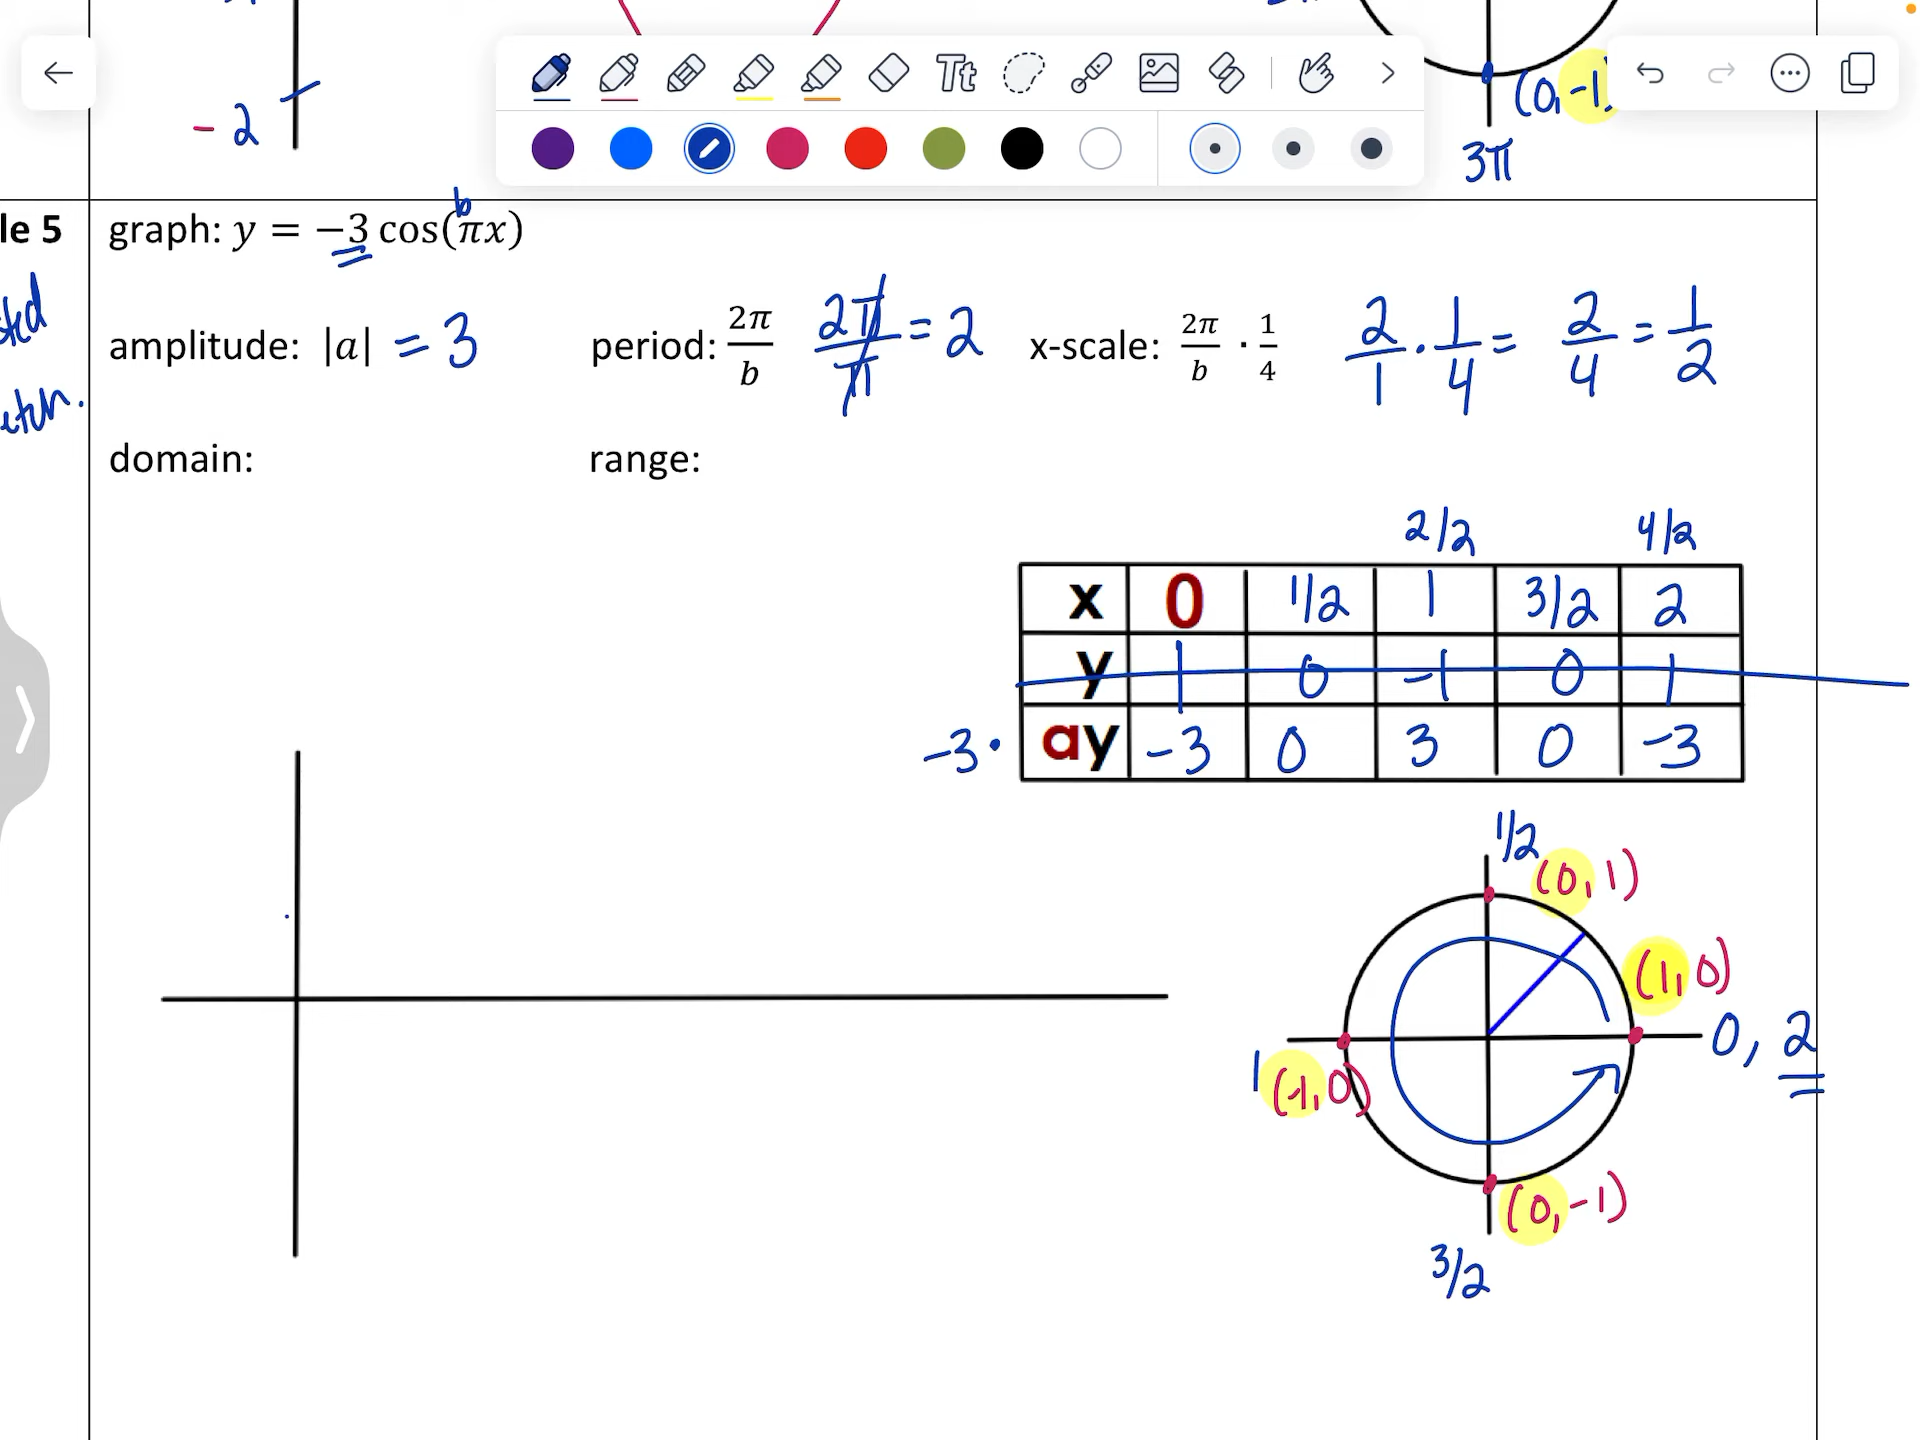 Tt
- 2
(0,-1
3π
le 5
graph: y = −3 cos(πx)
b
amplitude: |a| = 3
period: 2π/b 2π/π = 2
x-scale: 2π/b · 1/4 2/1 · 1/4 = 2/4 = 1/2
domain:
range:
2/2 4/2
x 0 1/2 1 3/2 2
y 1 0 -1 0 1
-3 · ay -3 0 3 0 -3
1/2
(0, 1)
(1, 0)
0, 2
1 (-1, 0)
(0, -1)
3/2